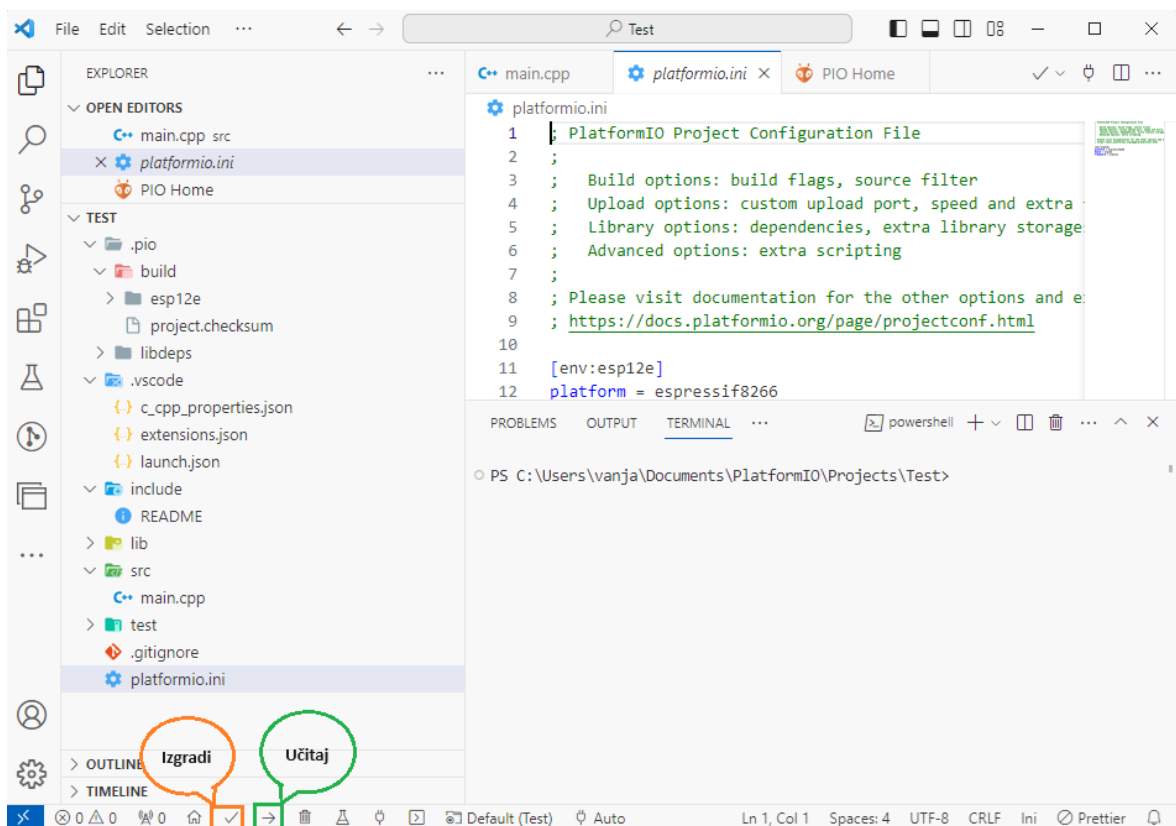 File Edit Selection ··· Test
EXPLORER ···
OPEN EDITORS
main.cpp src
platformio.ini
PIO Home
TEST
.pio
build
esp12e
project.checksum
libdeps
.vscode
c_cpp_properties.json
extensions.json
launch.json
include
README
lib
src
main.cpp
test
.gitignore
platformio.ini
OUTLINE
TIMELINE
Izgradi
Učitaj
main.cpp platformio.ini PIO Home
platformio.ini
1 ; PlatformIO Project Configuration File
2 ;
3 ;   Build options: build flags, source filter
4 ;   Upload options: custom upload port, speed and extra
5 ;   Library options: dependencies, extra library storage
6 ;   Advanced options: extra scripting
7 ;
8 ; Please visit documentation for the other options and
9 ; https://docs.platformio.org/page/projectconf.html
10
11 [env:esp12e]
12 platform = espressif8266
PROBLEMS OUTPUT TERMINAL ··· powershell
PS C:\Users\vanja\Documents\PlatformIO\Projects\Test>
0 0 0 Default (Test) Auto Ln 1, Col 1 Spaces: 4 UTF-8 CRLF Ini Prettier